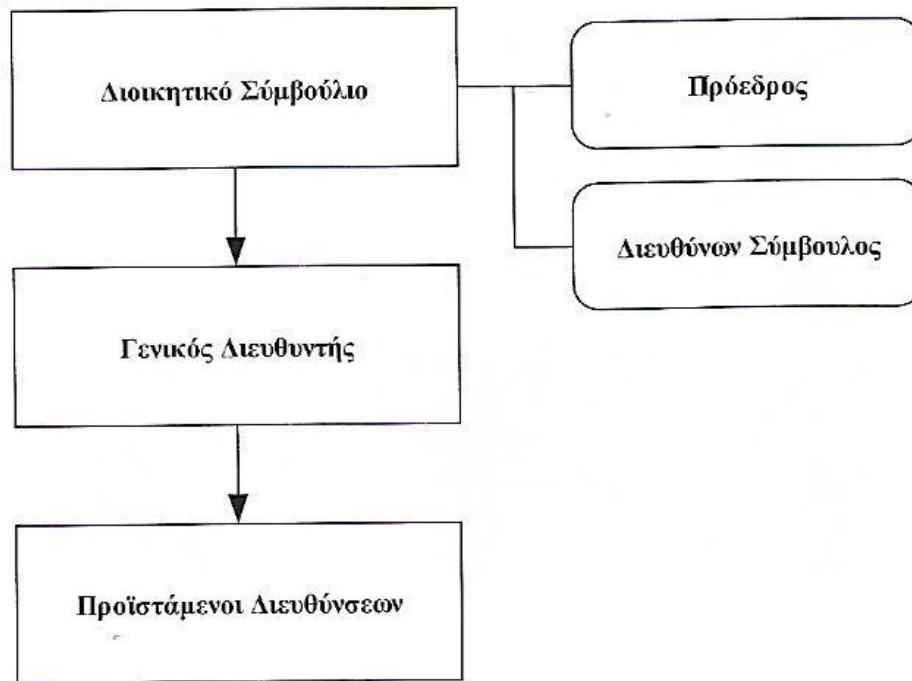 Διοικητικό Σύμβούλιο
Πρόεδρος
Διευθύνων Σύμβουλος
Γενικός Διευθυντής
Προϊστάμενοι Διευθύνσεων